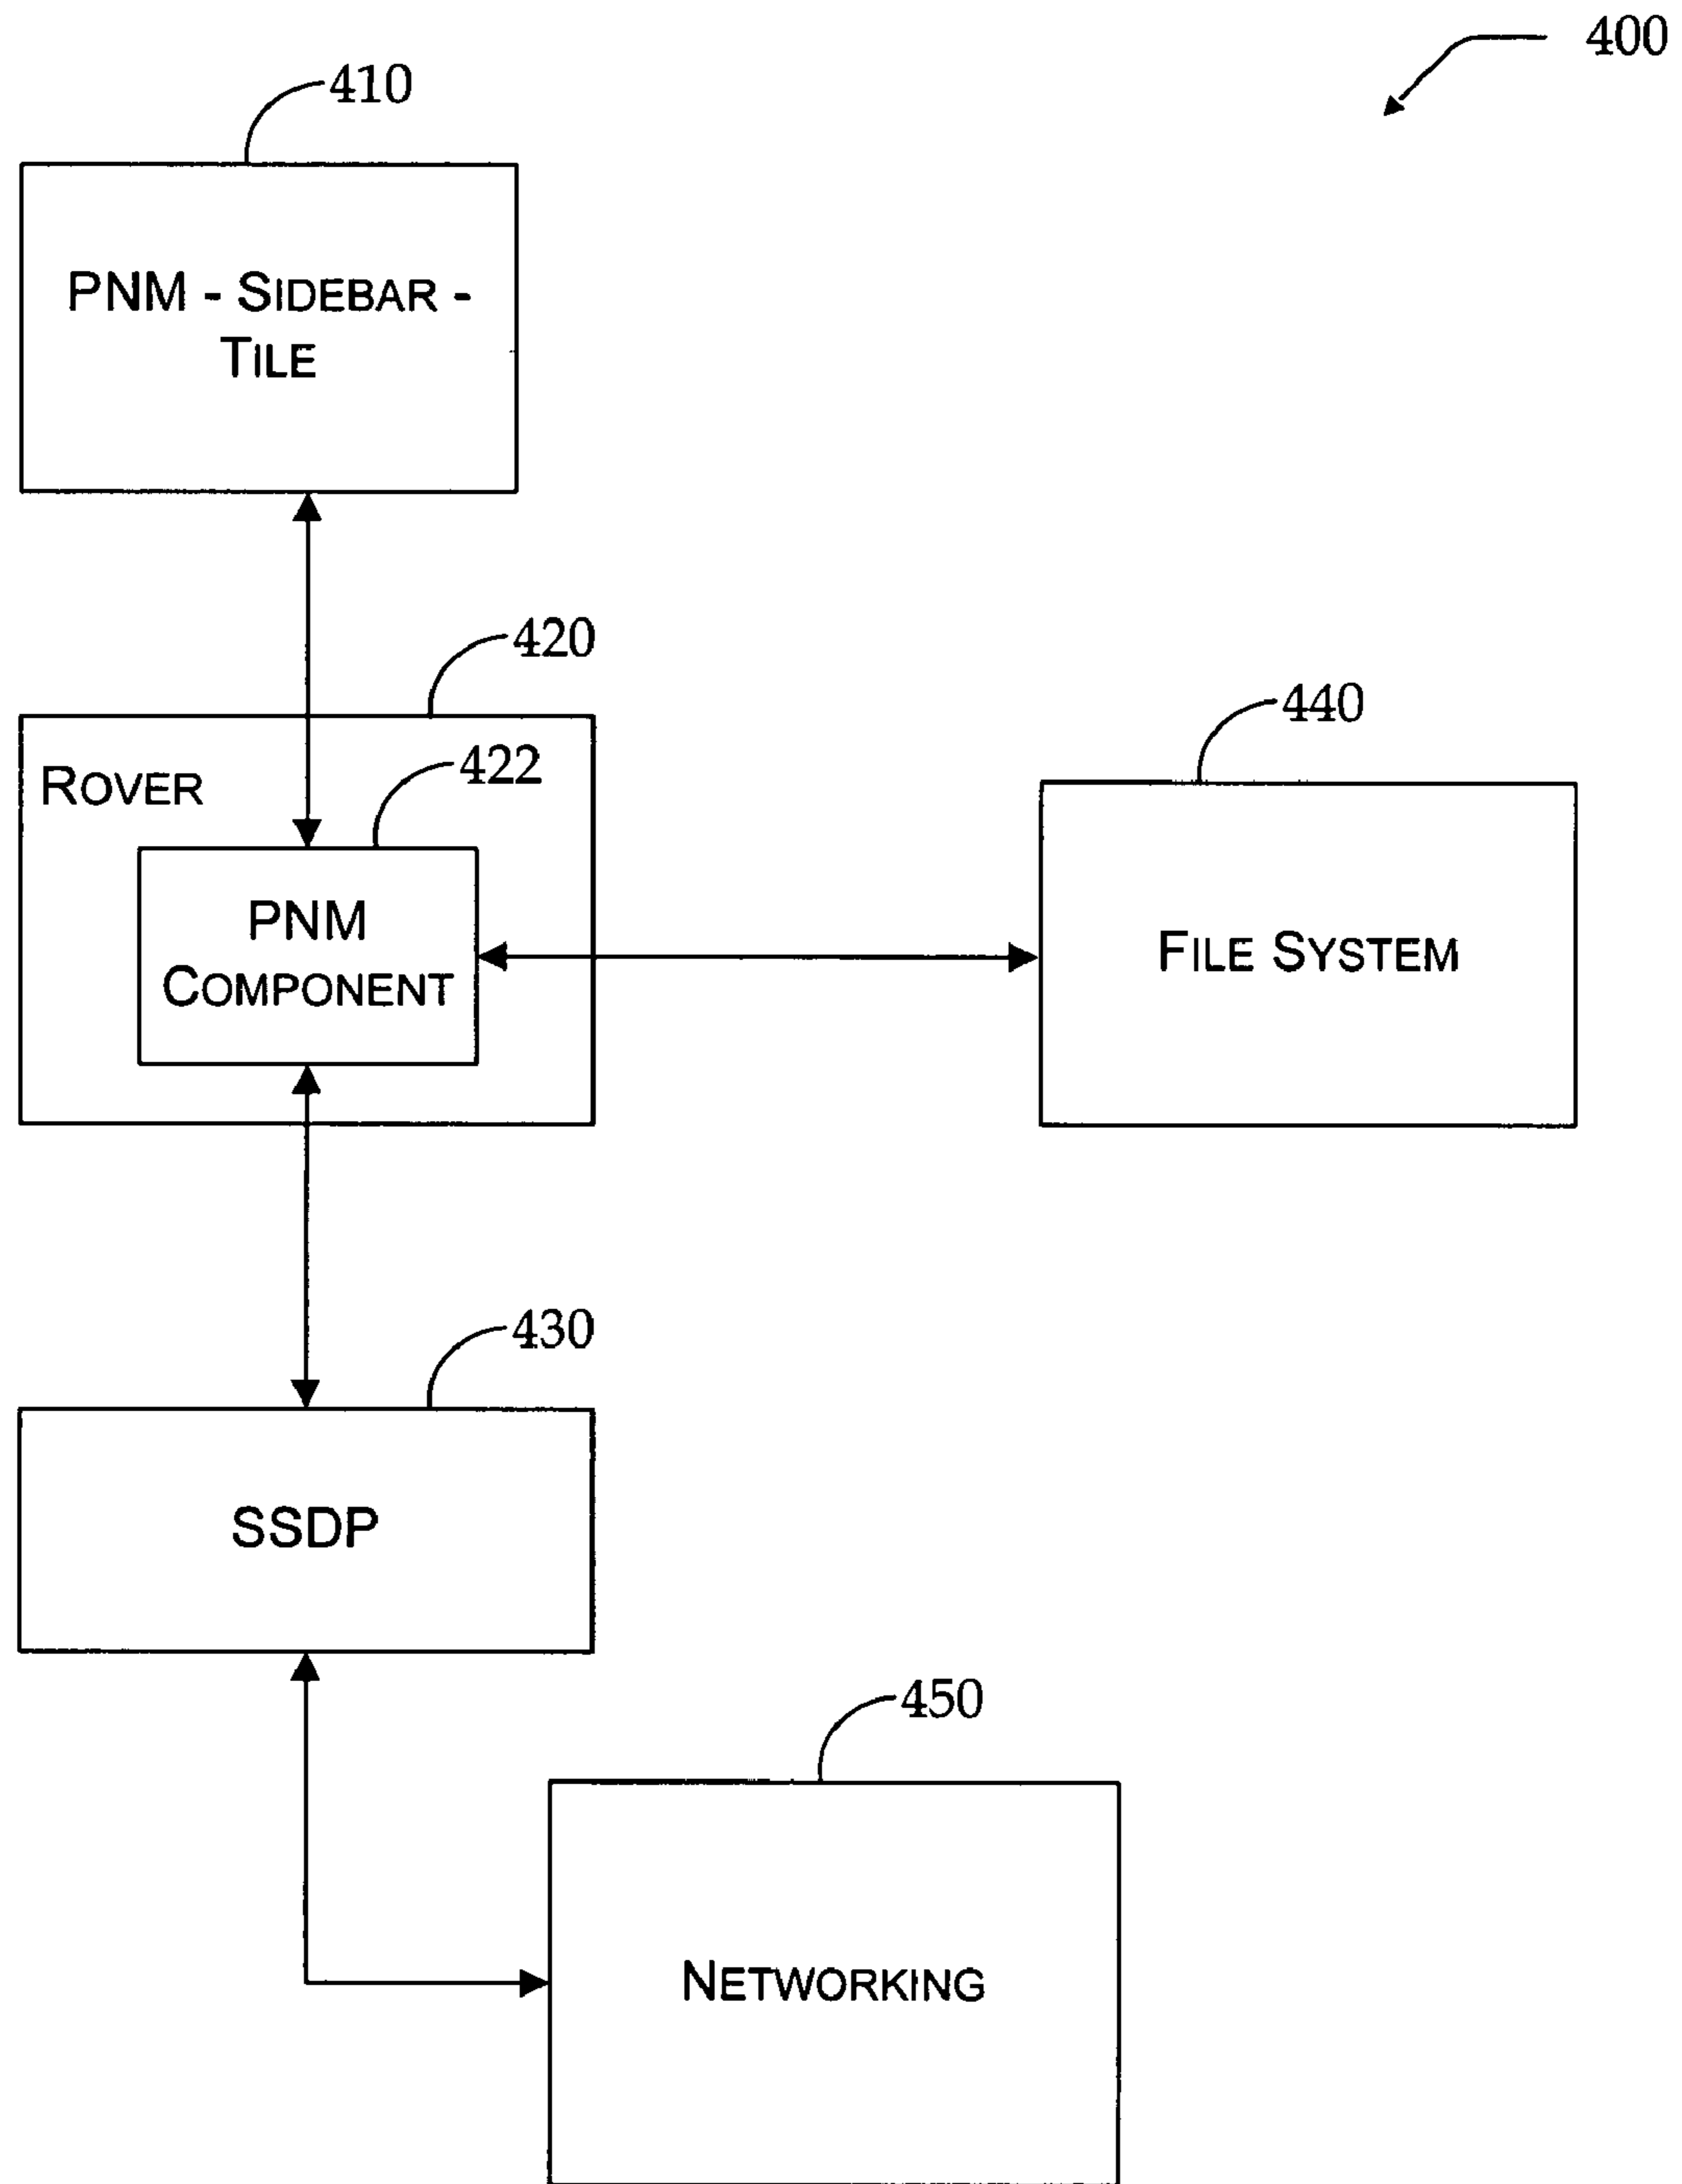 400
410
PNM - SIDEBAR -
TILE
420
ROVER
422
PNM
COMPONENT
440
FILE SYSTEM
430
SSDP
450
NETWORKING